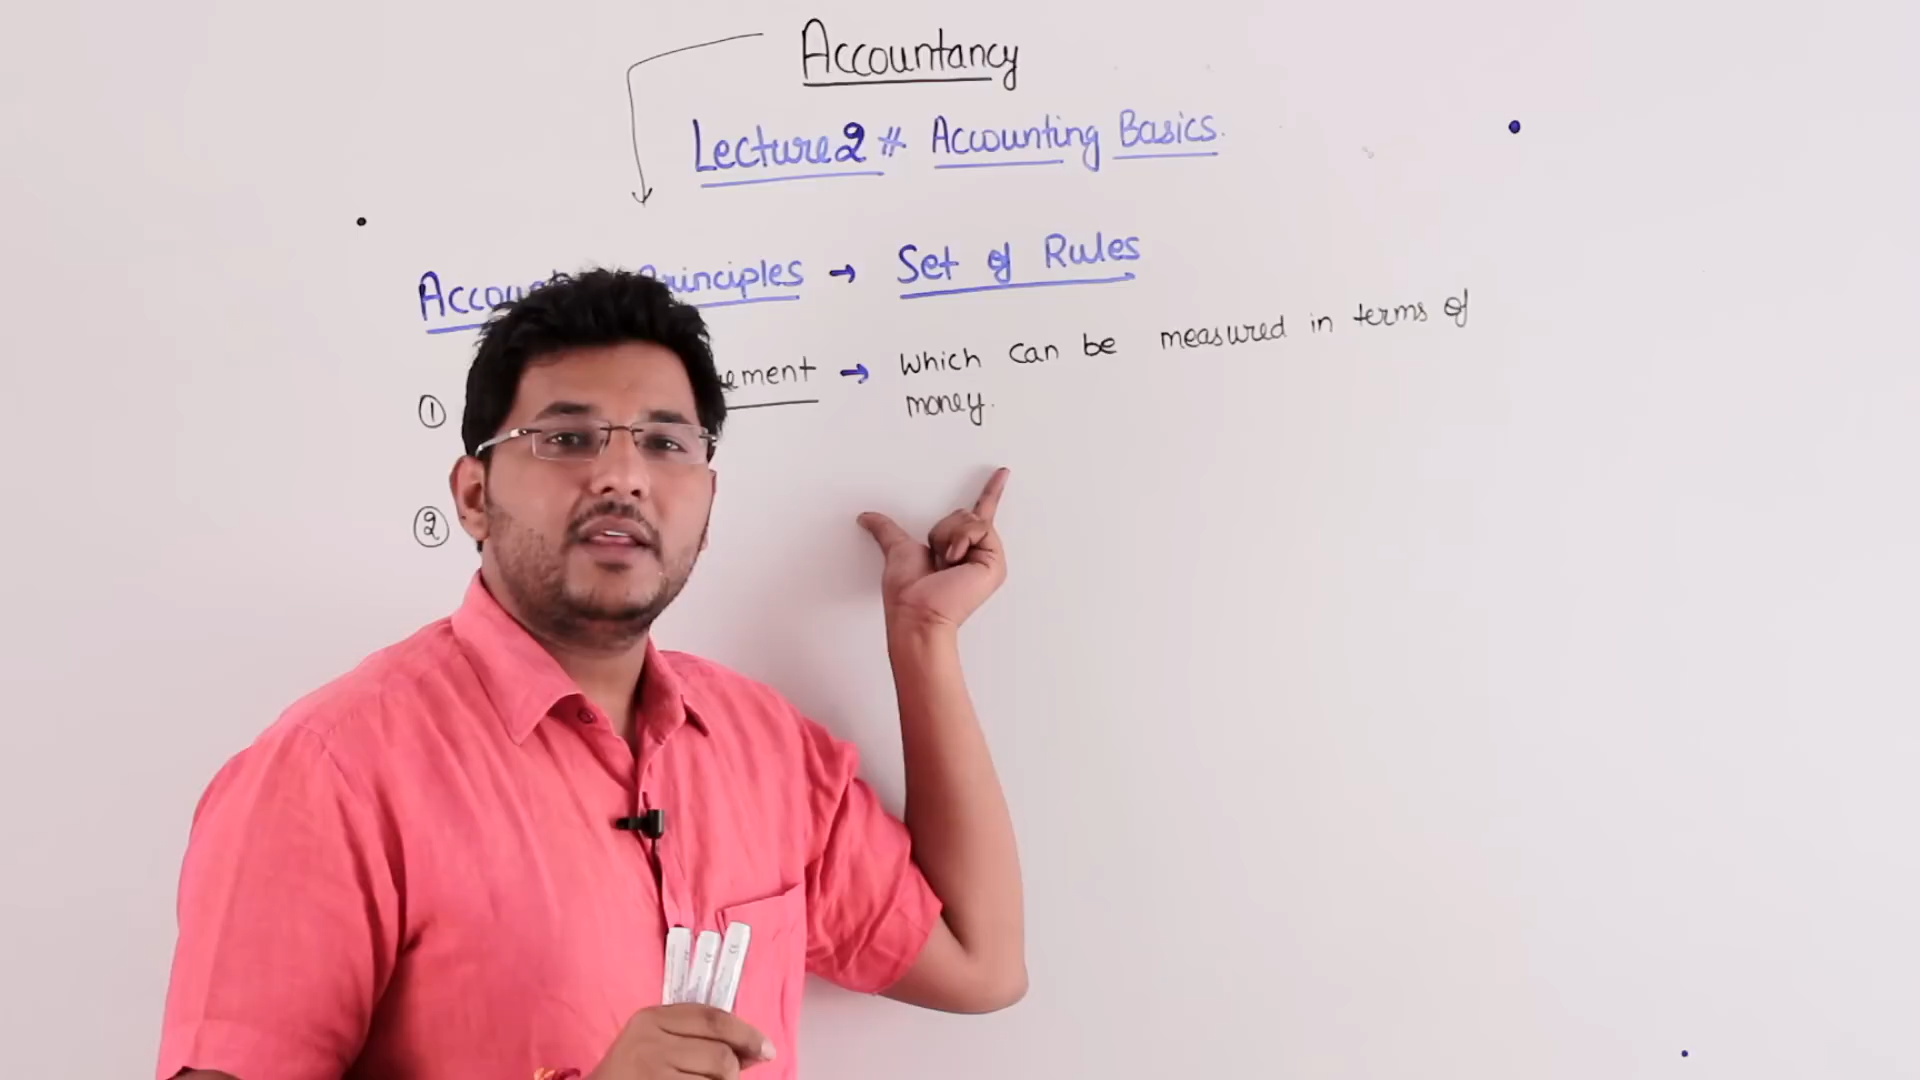 Accountancy
Lecture 2 # Accounting Basics.
Principles → Set of Rules
① → Which can be measured in terms of
money.
②